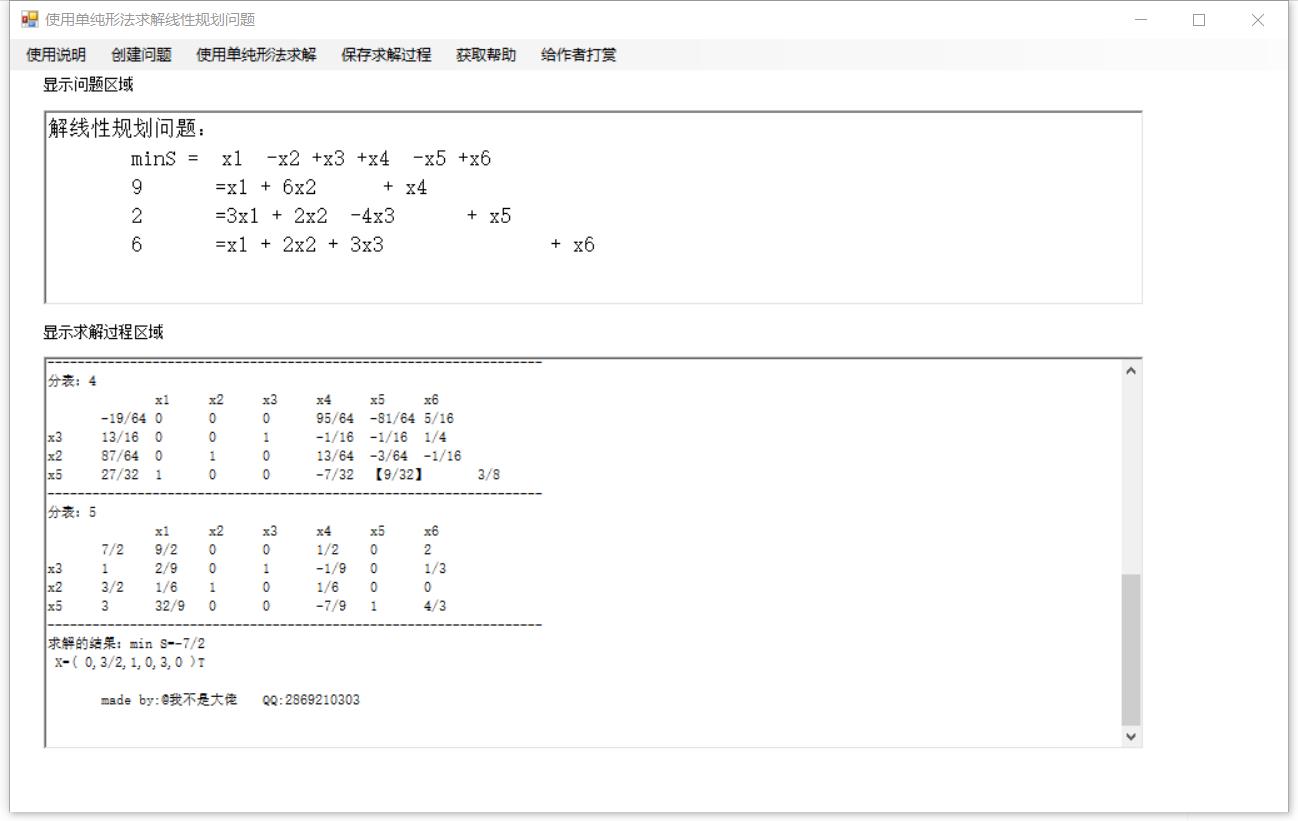 使用单纯形法求解线性规划问题
使用说明 创建问题 使用单纯形法求解 保存求解过程 获取帮助 给作者打赏
显示问题区域
解线性规划问题：
minS = x1 -x2 +x3 +x4 -x5 +x6
9 =x1 + 6x2 + x4
2 =3x1 + 2x2 -4x3 + x5
6 =x1 + 2x2 + 3x3 + x6
显示求解过程区域
------------------------------------------------------------------
分表: 4
x1 x2 x3 x4 x5 x6
-19/64 0 0 0 95/64 -81/64 5/16
x3 13/16 0 0 1 -1/16 -1/16 1/4
x2 87/64 0 1 0 13/64 -3/64 -1/16
x5 27/32 1 0 0 -7/32 【9/32】 3/8
------------------------------------------------------------------
分表: 5
x1 x2 x3 x4 x5 x6
7/2 9/2 0 0 1/2 0 2
x3 1 2/9 0 1 -1/9 0 1/3
x2 3/2 1/6 1 0 1/6 0 0
x5 3 32/9 0 0 -7/9 1 4/3
------------------------------------------------------------------
求解的结果: min S=-7/2
X=( 0,3/2,1,0,3,0 )T
made by:@我不是大佬 QQ:2869210303